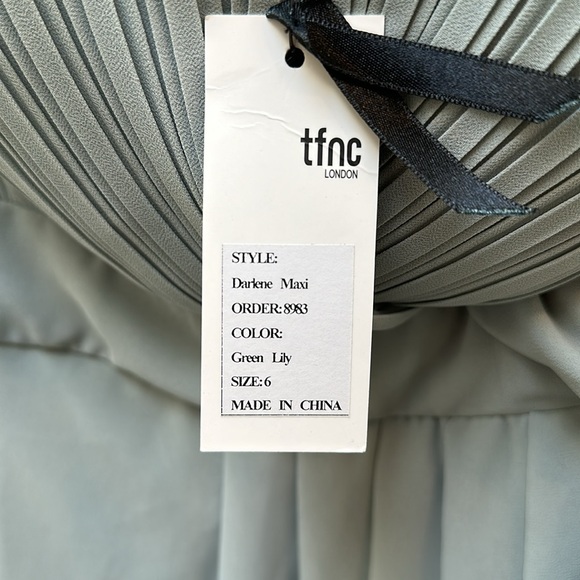 tfnc
LONDON
STYLE:
Darlene Maxi
ORDER: 8983
COLOR:
Green Lily
SIZE: 6
MADE IN CHINA